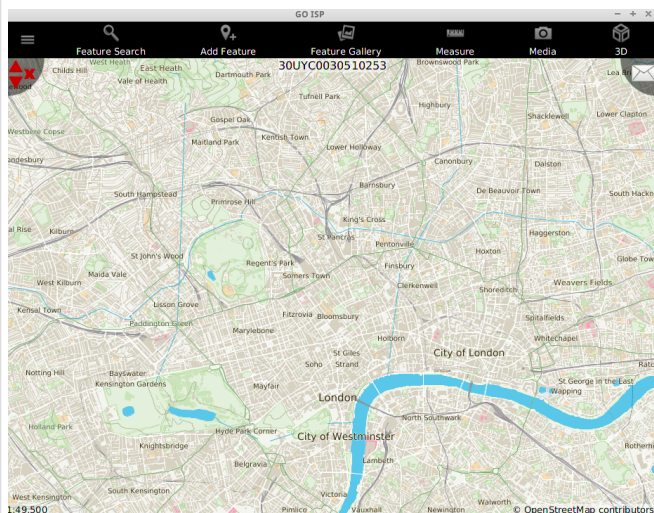 GO ISP
Feature Search Add Feature Feature Gallery Measure Media 3D
30UYC0030510253
West Heath
East Heath
Brownswood Park
Childs Hill
Vale of Health
Dartmouth Park
Lea
Tufnell Park
Highbury
Gospel Oak
Shacklewell
Lower Clapton
Westbere Copse
Maitland Park
Kentish Town
Lower Holloway
Canonbury
Dalston
Barnsbury
South Hampstead
Primrose Hill
De Beauvoir Town
South Hackn
King's Cross
al Rise
Kilburn
St Pancras
Pentonville
Haggerston
Hoxton
St John's Wood
Regent's Park
Finsbury
Globe Tow
West Kilburn
Maida Vale
Somers Town
Clerkenwell
Shoreditch
Weavers Fields
Kensal Town
Lisson Grove
Paddington Green
Fitzrovia
Bloomsbury
Spitalfields
Marylebone
Holborn
Whitechapel
St Giles
City of London
Notting Hill
Bayswater
Soho
Strand
Ratc
Kensington Gardens
Mayfair
St George in the East
Wapping
London
North Southwark
Holland Park
Hyde Park Corner
City of Westminster
Knightsbridge
Rotherhi
Belgravia
Lambeth
West Kensington
South Kensington
Victoria
Walworth
1:49,500
Pimlico
Vauxhall
Newington
© OpenStreetMap contributors